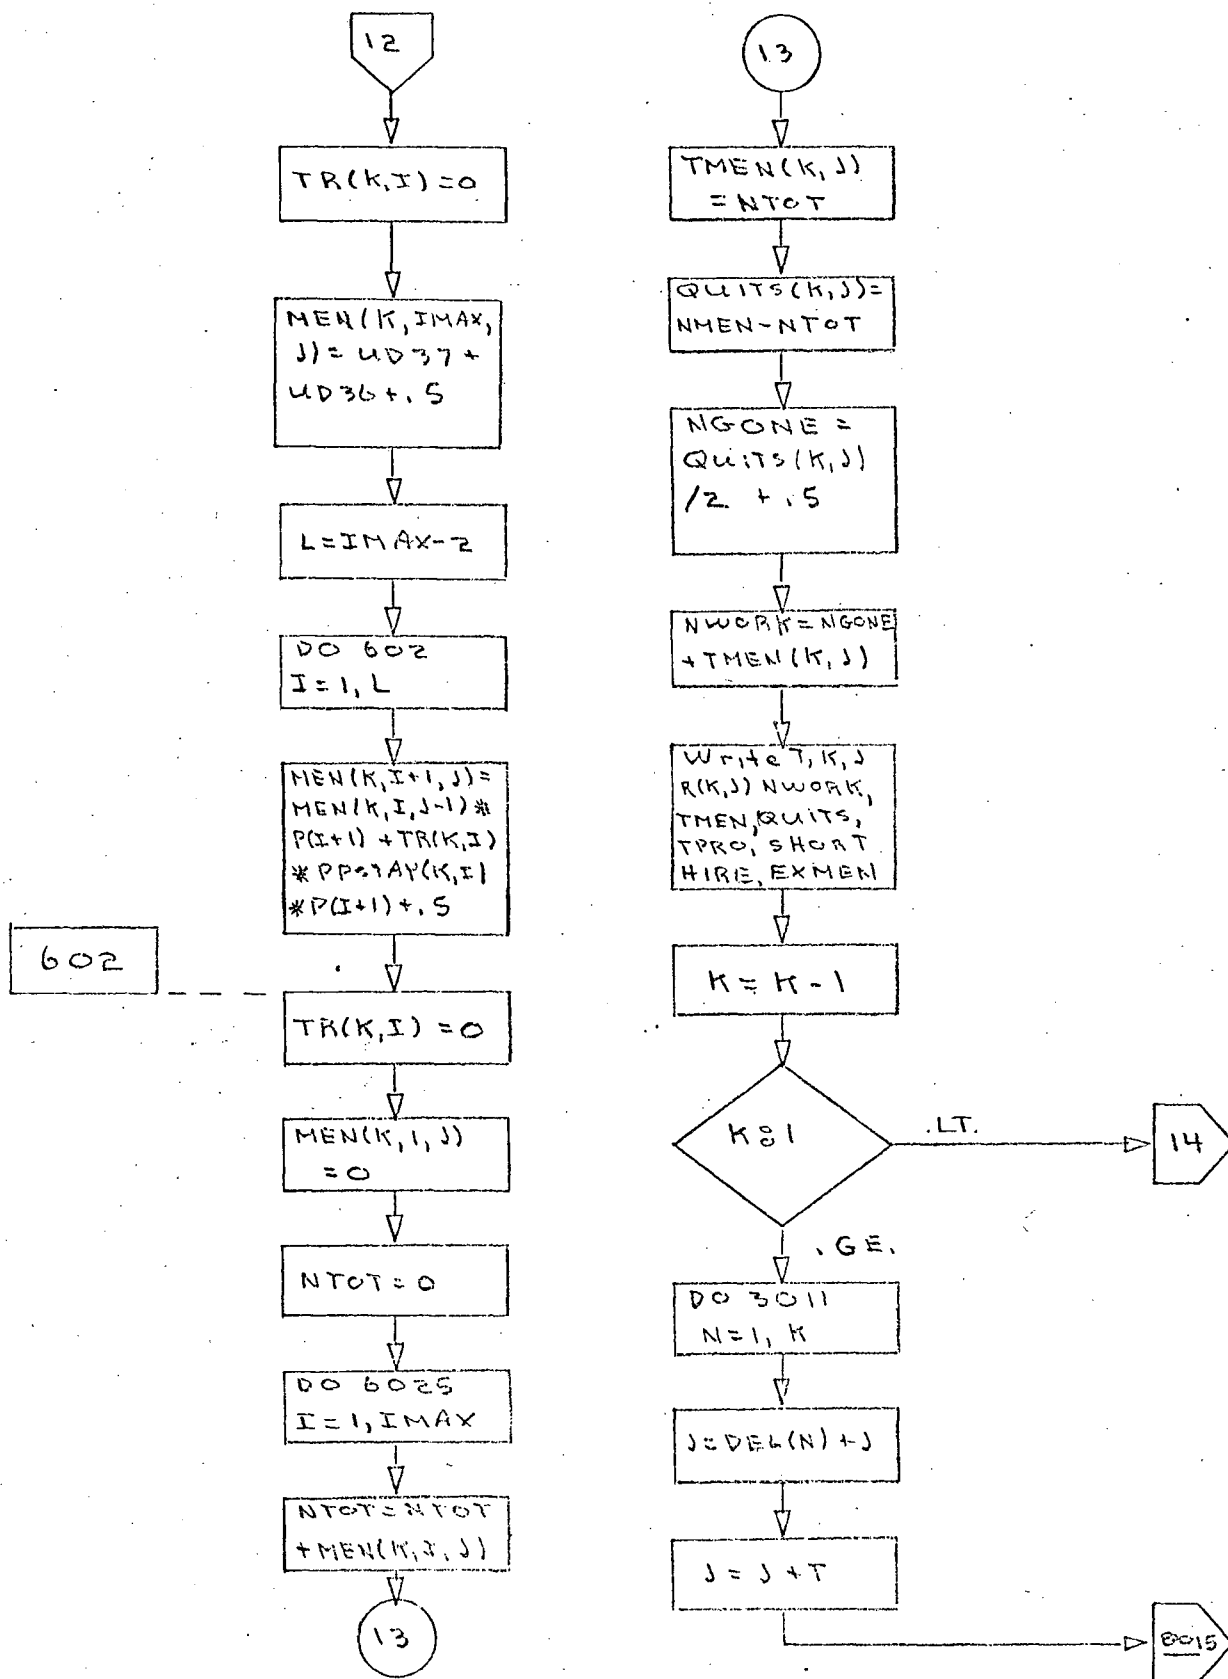 12
TR(K,I)=0
MEN(K,IMAX,
J)=UD37+
UD36+.5
L=IMAX-2
DO 602
I=1,L
MEN(K,I+1,J)=
MEN(K,I,J-1)*
P(I+1)+TR(K,I)
*PPSTAY(K,I)
*P(I+1)+.5
602
TR(K,I)=0
MEN(K,1,J)
=0
NTOT=0
DO 6025
I=1,IMAX
NTOT=NTOT
+MEN(K,I,J)
13
13
TMEN(K,J)
=NTOT
QUITS(K,J)=
NMEN-NTOT
NGONE=
QUITS(K,J)
/2 +.5
NWORK=NGONE
+TMEN(K,J)
Write T,K,J
R(K,J) NWORK,
TMEN,QUITS,
TPRO, SHORT
HIRE, EXMEN
K=K-1
K:1
.LT.
14
.GE.
DO 3011
N=1, K
J=DEL(N)+J
J=J+T
8015